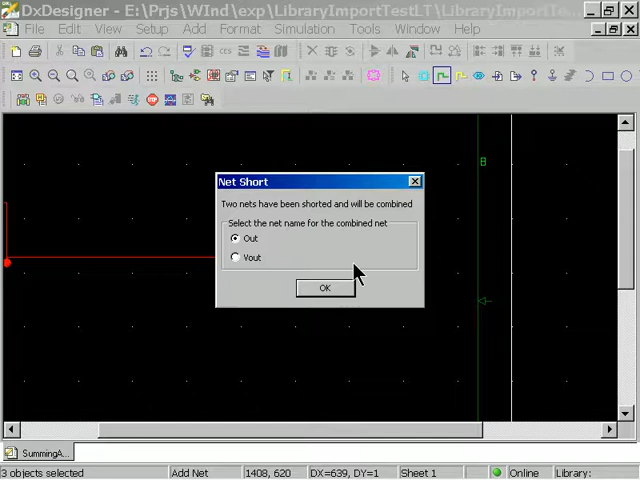 DxDesigner - E:\Prjs\WInd\exp\LibraryImportTestLT\LibraryImportTe...
File Edit View Setup Add Format Simulation Tools Window Help
CES
STOP
Net Short
Two nets have been shorted and will be combined
Select the net name for the combined net
Out
Vout
OK
SummingA...
3 objects selected Add Net 1408, 620 DX=639, DY=1 Sheet 1 Online Library: